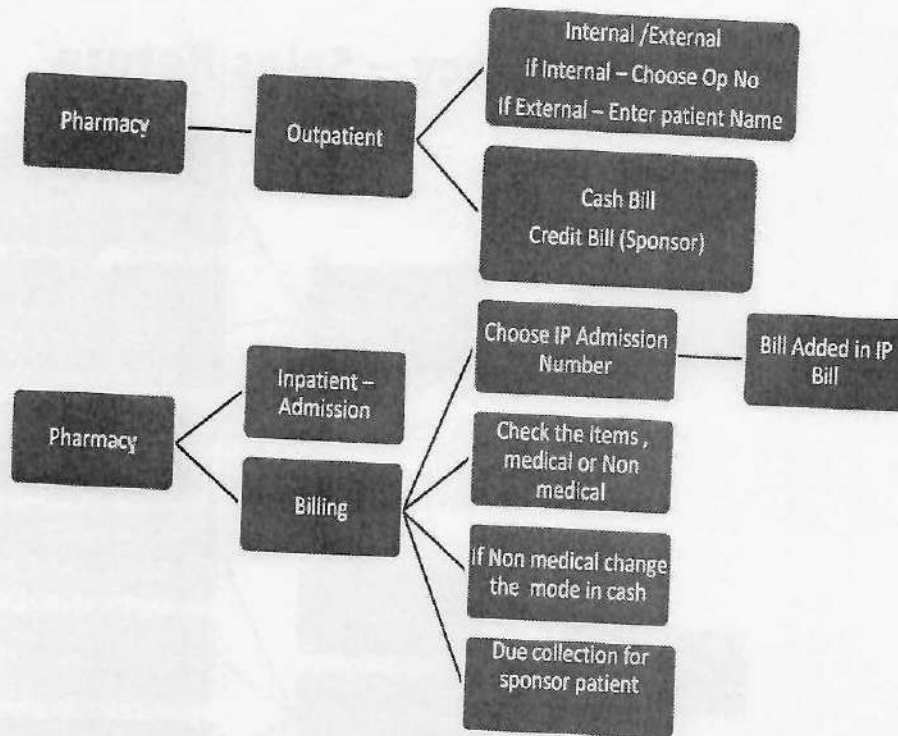 Internal /External
If Internal – Choose Op No
If External – Enter patient Name
Pharmacy
Outpatient
Cash Bill
Credit Bill (Sponsor)
Choose IP Admission
Number
Bill Added in IP
Bill
Inpatient –
Admission
Pharmacy
Check the Items ,
medical or Non
medical
Billing
If Non medical change
the mode in cash
Due collection for
sponsor patient